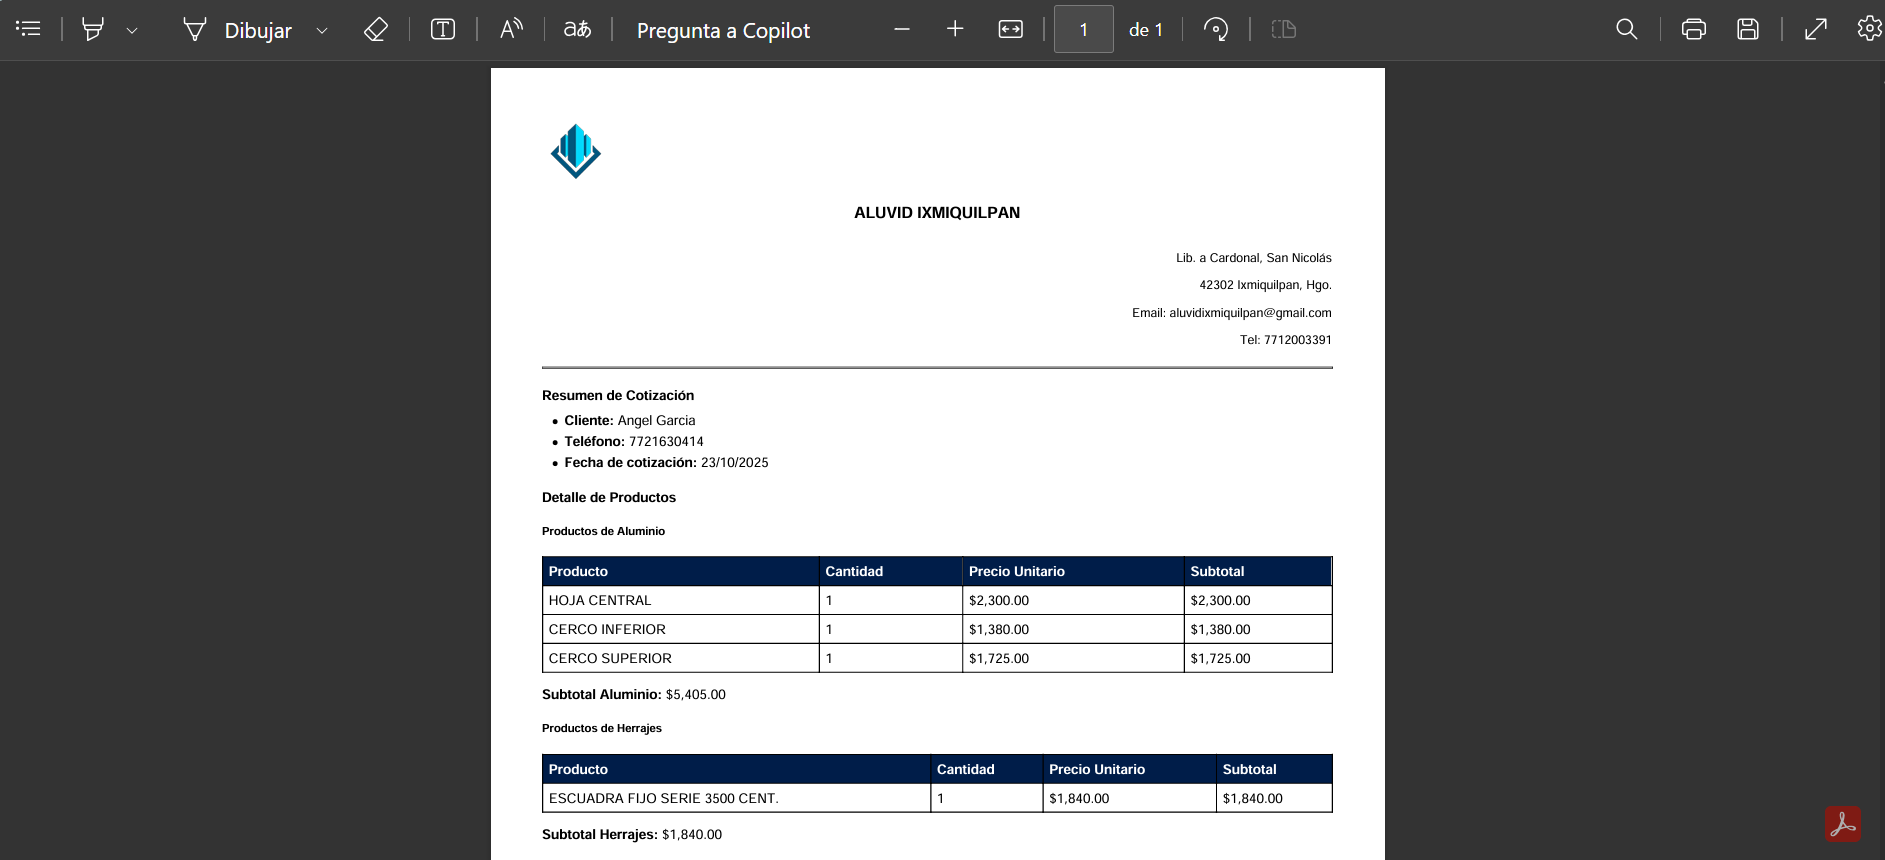 Dibujar
T
A
aあ
Pregunta a Copilot
1
de 1
ALUVID IXMIQUILPAN
Lib. a Cardonal, San Nicolás
42302 Ixmiquilpan, Hgo.
Email: aluvidixmiquilpan@gmail.com
Tel: 7712003391
Resumen de Cotización
• Cliente: Angel Garcia
• Teléfono: 7721630414
• Fecha de cotización: 23/10/2025
Detalle de Productos
Productos de Aluminio
Producto Cantidad Precio Unitario Subtotal
HOJA CENTRAL 1 $2,300.00 $2,300.00
CERCO INFERIOR 1 $1,380.00 $1,380.00
CERCO SUPERIOR 1 $1,725.00 $1,725.00
Subtotal Aluminio: $5,405.00
Productos de Herrajes
Producto Cantidad Precio Unitario Subtotal
ESCUADRA FIJO SERIE 3500 CENT. 1 $1,840.00 $1,840.00
Subtotal Herrajes: $1,840.00